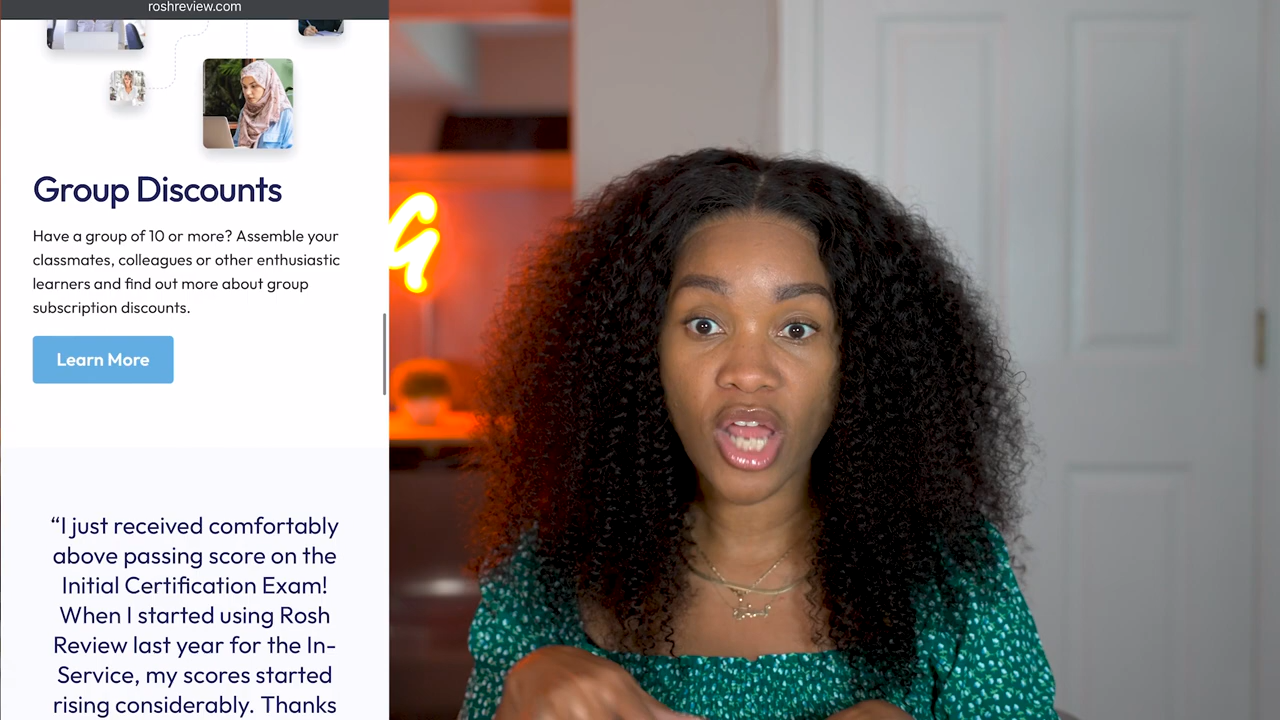 roshreview.com
Group Discounts
Have a group of 10 or more? Assemble your
classmates, colleagues or other enthusiastic
learners and find out more about group
subscription discounts.
Learn More
“I just received comfortably
above passing score on the
Initial Certification Exam!
When I started using Rosh
Review last year for the In-
Service, my scores started
rising considerably. Thanks